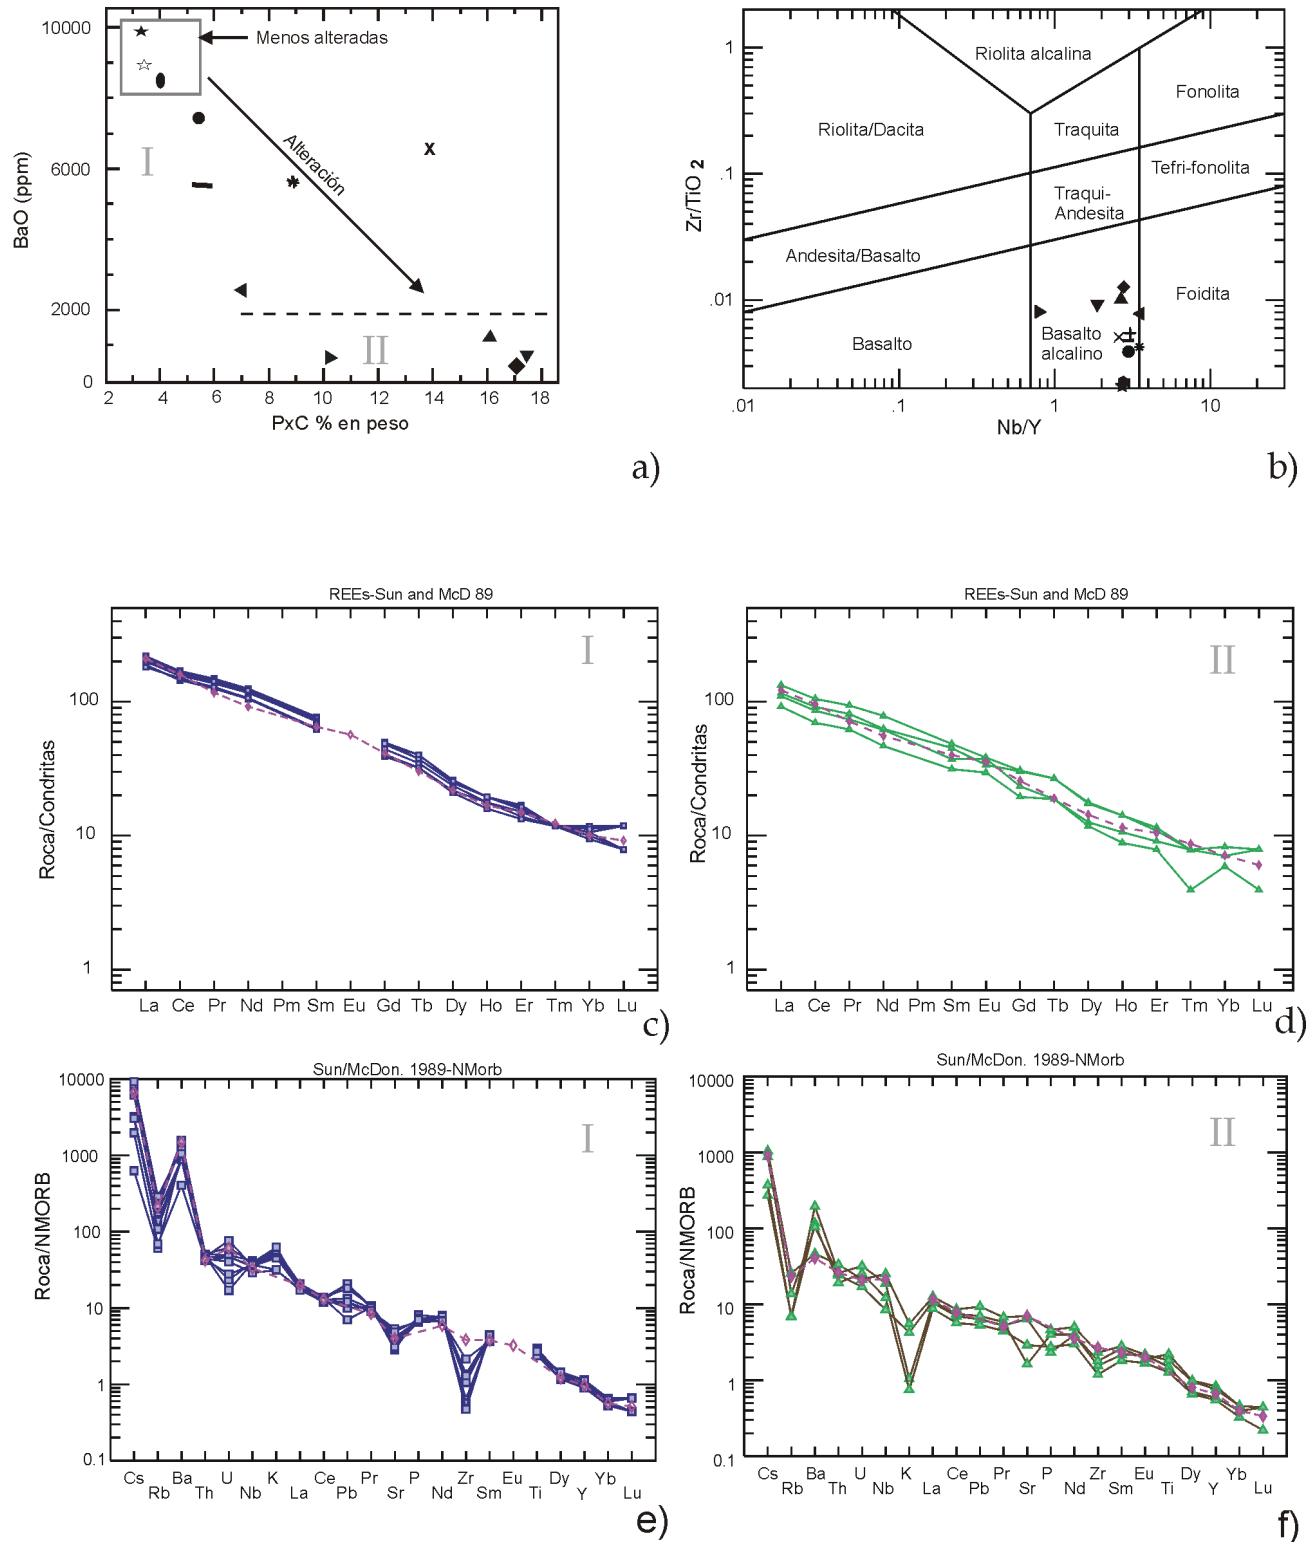 10000
6000
2000
0
BaO (ppm)
Menos alteradas
Alteración
I
II
2 4 6 8 10 12 14 16 18
PxC % en peso
a)
1
0.1
.01
Zr/TiO2
Riolita alcalina
Fonolita
Riolita/Dacita
Traquita
Tefri-fonolita
Traqui-
Andesita
Andesita/Basalto
Foidita
Basalto
Basalto
alcalino
.01 .1 1 10
Nb/Y
b)
REEs-Sun and McD 89
I
100
10
1
Roca/Condritas
La Ce Pr Nd Pm Sm Eu Gd Tb Dy Ho Er Tm Yb Lu
c)
REEs-Sun and McD 89
II
100
10
1
Roca/Condritas
La Ce Pr Nd Pm Sm Eu Gd Tb Dy Ho Er Tm Yb Lu
d)
Sun/McDon. 1989-NMorb
I
10000
1000
100
10
1
0.1
Roca/NMORB
Cs Ba U K Ce Pr P Zr Eu Dy Yb
Rb Th Nb La Pb Sr Nd Sm Ti Y Lu
e)
Sun/McDon. 1989-NMorb
II
10000
1000
100
10
1
0.1
Roca/NMORB
Cs Ba U K Ce Pr P Zr Eu Dy Yb
Rb Th Nb La Pb Sr Nd Sm Ti Y Lu
f)